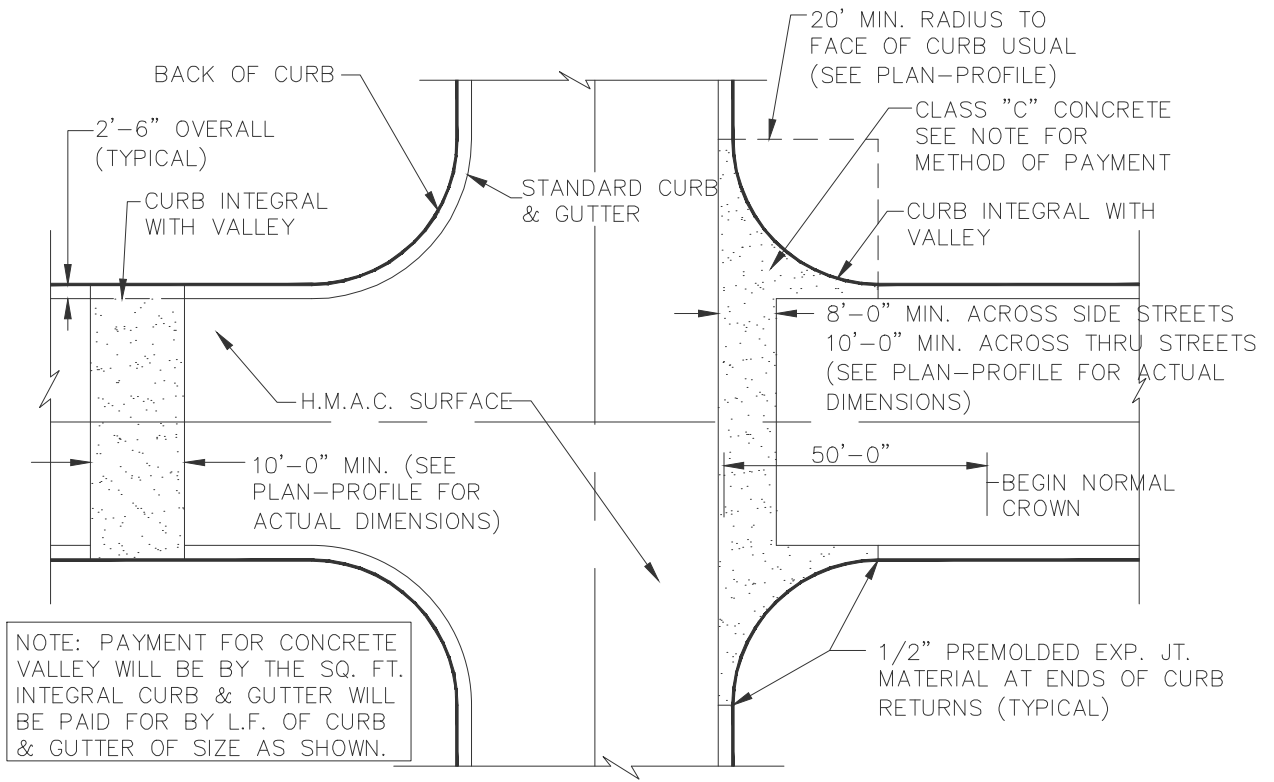 20' MIN. RADIUS TO
FACE OF CURB USUAL
(SEE PLAN-PROFILE)
BACK OF CURB
CLASS "C" CONCRETE
SEE NOTE FOR
METHOD OF PAYMENT
2'-6" OVERALL
(TYPICAL)
CURB INTEGRAL
WITH VALLEY
STANDARD CURB
& GUTTER
CURB INTEGRAL WITH
VALLEY
8'-0" MIN. ACROSS SIDE STREETS
10'-0" MIN. ACROSS THRU STREETS
(SEE PLAN-PROFILE FOR ACTUAL
DIMENSIONS)
H.M.A.C. SURFACE
10'-0" MIN. (SEE
PLAN-PROFILE FOR
ACTUAL DIMENSIONS)
50'-0"
BEGIN NORMAL
CROWN
NOTE: PAYMENT FOR CONCRETE
VALLEY WILL BE BY THE SQ. FT.
INTEGRAL CURB & GUTTER WILL
BE PAID FOR BY L.F. OF CURB
& GUTTER OF SIZE AS SHOWN.
1/2" PREMOLDED EXP. JT.
MATERIAL AT ENDS OF CURB
RETURNS (TYPICAL)